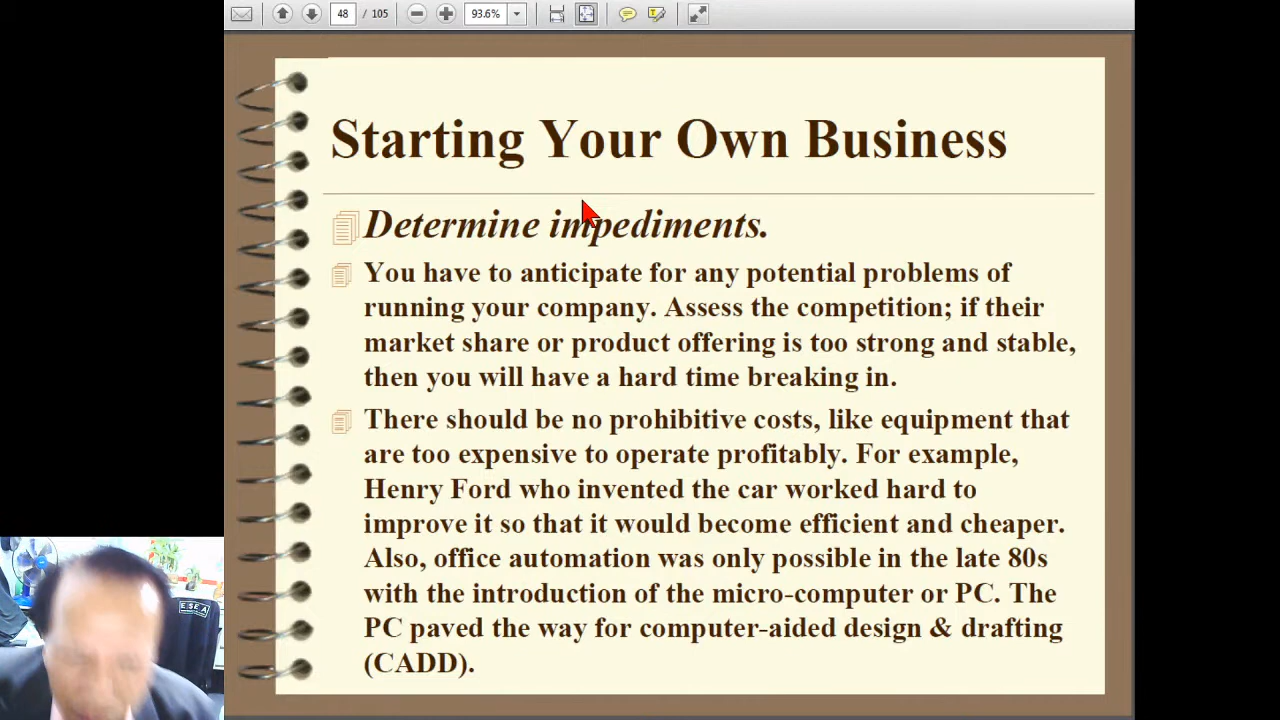 48 / 105 93.6%
Starting Your Own Business
Determine impediments.
You have to anticipate for any potential problems of
running your company. Assess the competition; if their
market share or product offering is too strong and stable,
then you will have a hard time breaking in.
There should be no prohibitive costs, like equipment that
are too expensive to operate profitably. For example,
Henry Ford who invented the car worked hard to
improve it so that it would become efficient and cheaper.
Also, office automation was only possible in the late 80s
with the introduction of the micro-computer or PC. The
PC paved the way for computer-aided design & drafting
(CADD).
ESEA